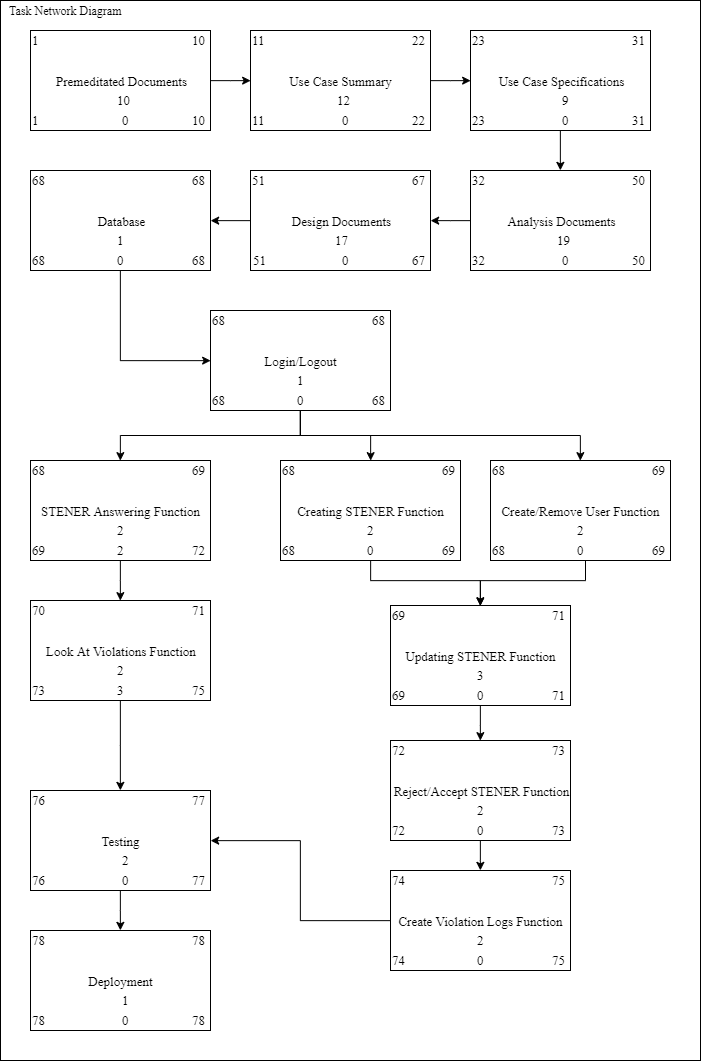 Task Network Diagram
1 10
Premeditated Documents
10
1 0 10
11 22
Use Case Summary
12
11 0 22
23 31
Use Case Specifications
9
23 0 31
68 68
Database
1
68 0 68
51 67
Design Documents
17
51 0 67
32 50
Analysis Documents
19
32 0 50
68 68
Login/Logout
1
68 0 68
68 69
STENER Answering Function
2
69 2 72
68 69
Creating STENER Function
2
68 0 69
68 69
Create/Remove User Function
2
68 0 69
70 71
Look At Violations Function
2
73 3 75
69 71
Updating STENER Function
3
69 0 71
72 73
Reject/Accept STENER Function
2
72 0 73
76 77
Testing
2
76 0 77
74 75
Create Violation Logs Function
2
74 0 75
78 78
Deployment
1
78 0 78